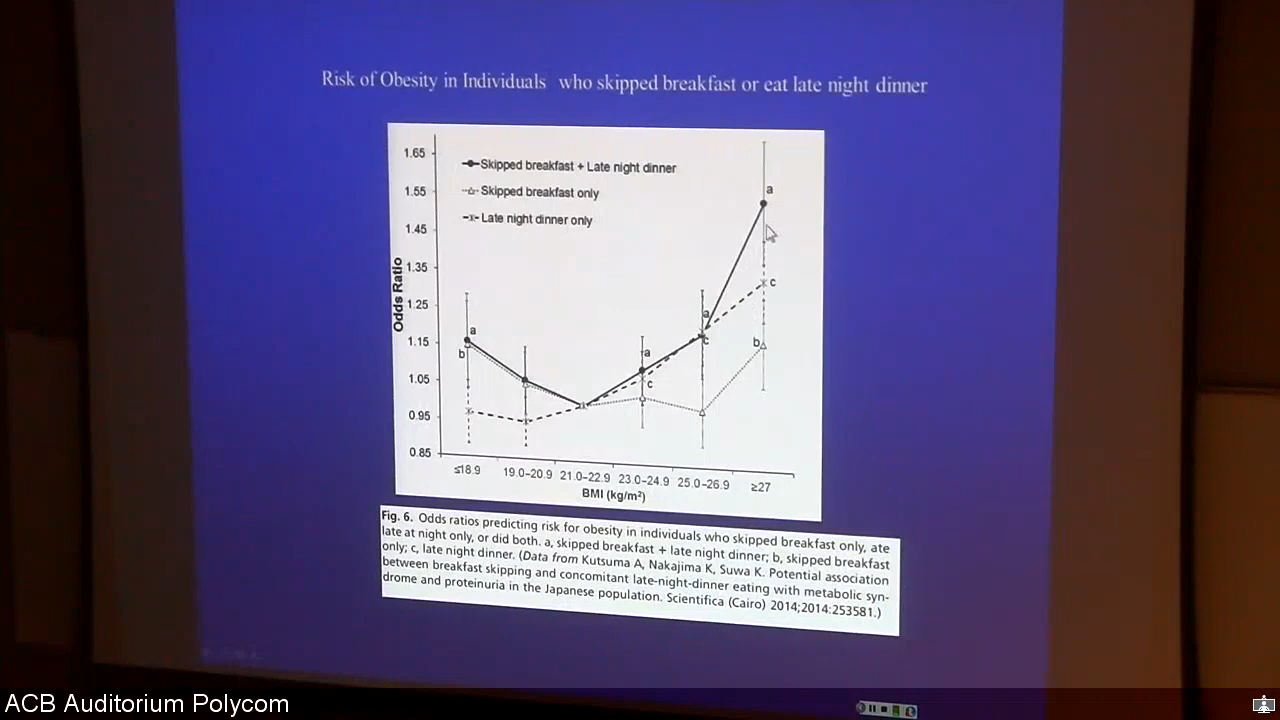 Risk of Obesity in Individuals who skipped breakfast or eat late night dinner
1.65
1.55
1.45
1.35
1.25
1.15
1.05
0.95
0.85
Odds Ratio
Skipped breakfast + Late night dinner
Skipped breakfast only
Late night dinner only
a
b
a
c
a
c
a
c
b
≤18.9 19.0–20.9 21.0–22.9 23.0–24.9 25.0–26.9 ≥27
BMI (kg/m²)
Fig. 6. Odds ratios predicting risk for obesity in individuals who skipped breakfast only, ate
late at night only, or did both. a, skipped breakfast + late night dinner; b, skipped breakfast
only; c, late night dinner. (Data from Kutsuma A, Nakajima K, Suwa K. Potential association
between breakfast skipping and concomitant late-night-dinner eating with metabolic syn-
drome and proteinuria in the Japanese population. Scientifica (Cairo) 2014;2014:253581.)
ACB Auditorium Polycom